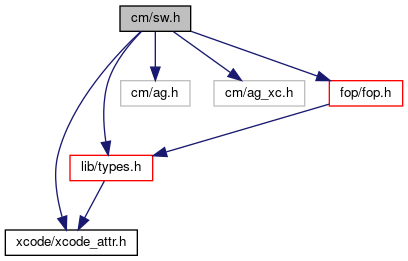 cm/sw.h
cm/ag.h
cm/ag_xc.h
fop/fop.h
lib/types.h
xcode/xcode_attr.h